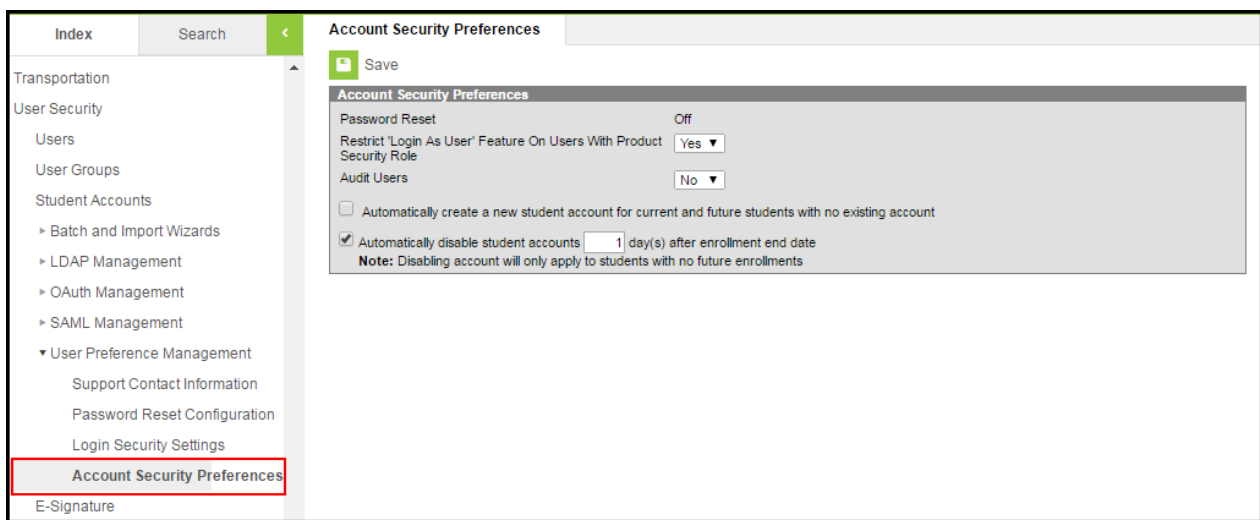 Index
Search
Transportation
User Security
Users
User Groups
Student Accounts
Batch and Import Wizards
LDAP Management
OAuth Management
SAML Management
User Preference Management
Support Contact Information
Password Reset Configuration
Login Security Settings
Account Security Preferences
E-Signature
Account Security Preferences
Save
Account Security Preferences
Password Reset Off
Restrict 'Login As User' Feature On Users With Product Yes
Security Role
Audit Users No
Automatically create a new student account for current and future students with no existing account
Automatically disable student accounts 1 day(s) after enrollment end date
Note: Disabling account will only apply to students with no future enrollments